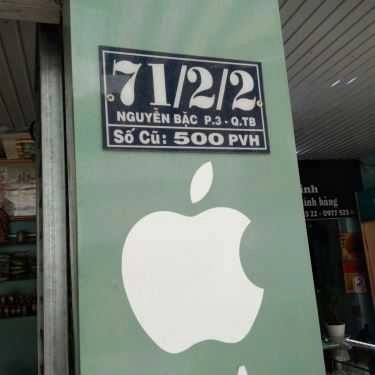 71/2/2
NGUYỄN BẶC P.3 - Q.TB
Số Cũ: 500 PVH